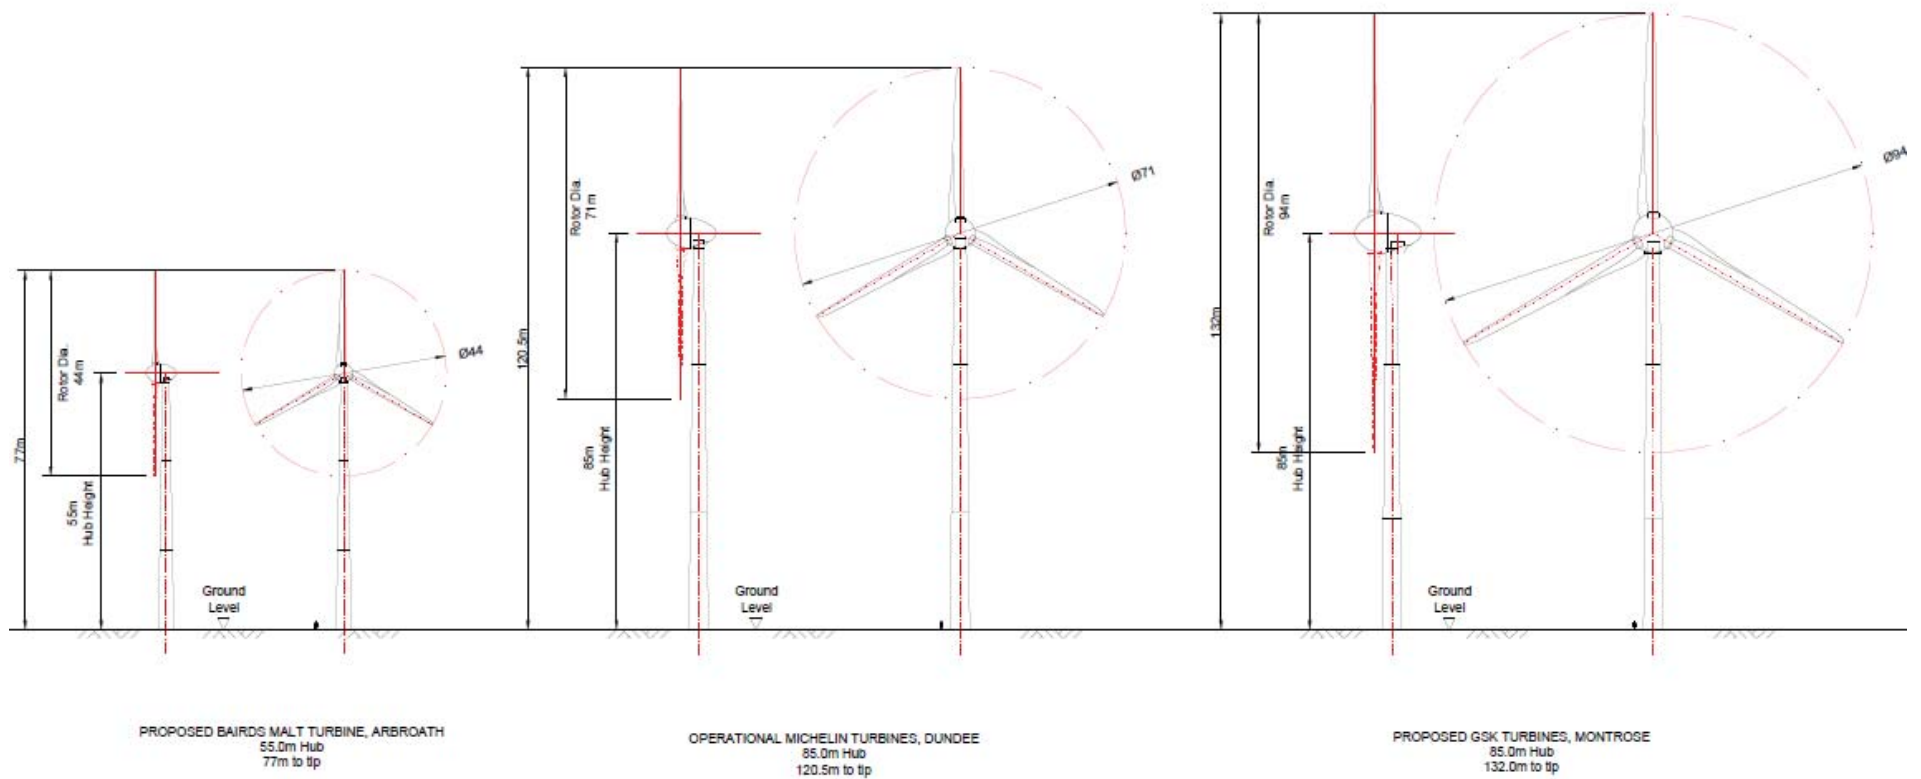 77m
Rotor Dia.
44m
55m
Hub Height
Ø44
Ground
Level
PROPOSED BAIRDS MALT TURBINE, ARBROATH
55.0m Hub
77m to tip
120.5m
Rotor Dia.
71m
85m
Hub Height
Ø71
Ground
Level
OPERATIONAL MICHELIN TURBINES, DUNDEE
85.0m Hub
120.5m to tip
132m
Rotor Dia.
94m
85m
Hub Height
Ø94
Ground
Level
PROPOSED GSK TURBINES, MONTROSE
85.0m Hub
132.0m to tip